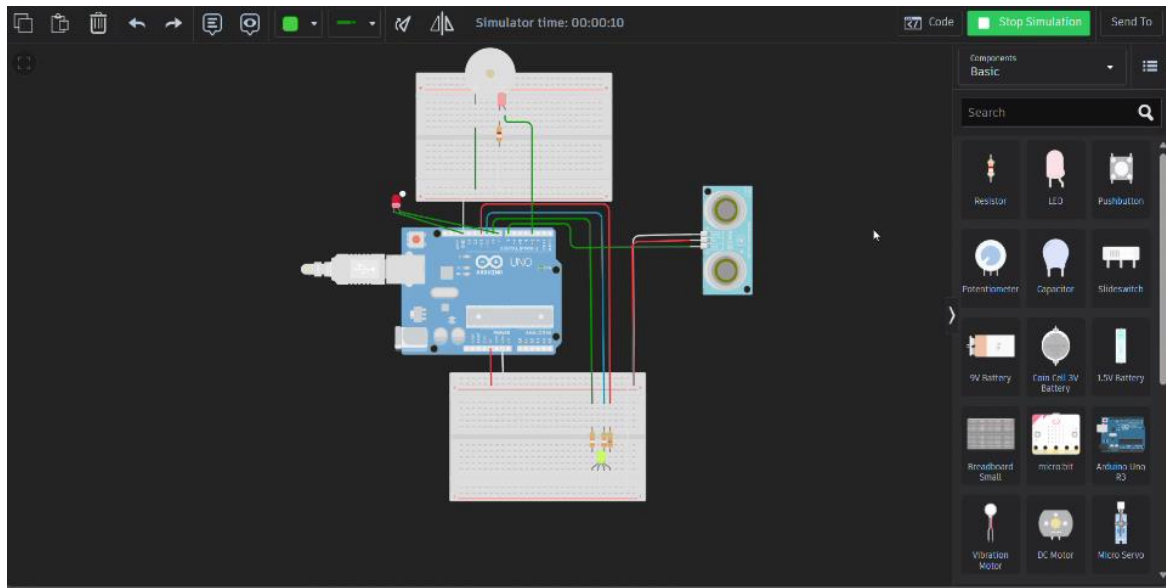 Simulator time: 00:00:10
Code
Stop Simulation
Send To
Components
Basic
Search
Resistor
LED
Pushbutton
Potentiometer
Capacitor
Slideswitch
9V Battery
Coin Cell 3V
Battery
1.5V Battery
Breadboard
Small
micro:bit
Arduino Uno
R3
Vibration
Motor
DC Motor
Micro Servo
UNO
ARDUINO